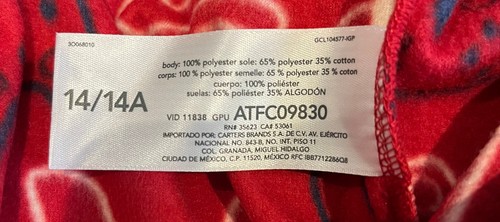 SO068010
GCL104577-IGP
body: 100% polyester sole: 65% polyester 35% cotton
corps: 100 % polyester semelle: 65 % polyester 35 % coton
cuerpo: 100% poliéster
suelas: 65% poliéster 35% ALGODÓN
14/14A
VID 11838 GPU ATFC09830
RN# 35623 CA# 53061
IMPORTADO POR: CARTERS BRANDS S.A. DE C.V. AV. EJÉRCITO
NACIONAL NO. 843-B, NO. INT. PISO 11
COL. GRANADA, MIGUEL HIDALGO
CIUDAD DE MÉXICO, C.P. 11520, MÉXICO RFC IBB7712286Q8